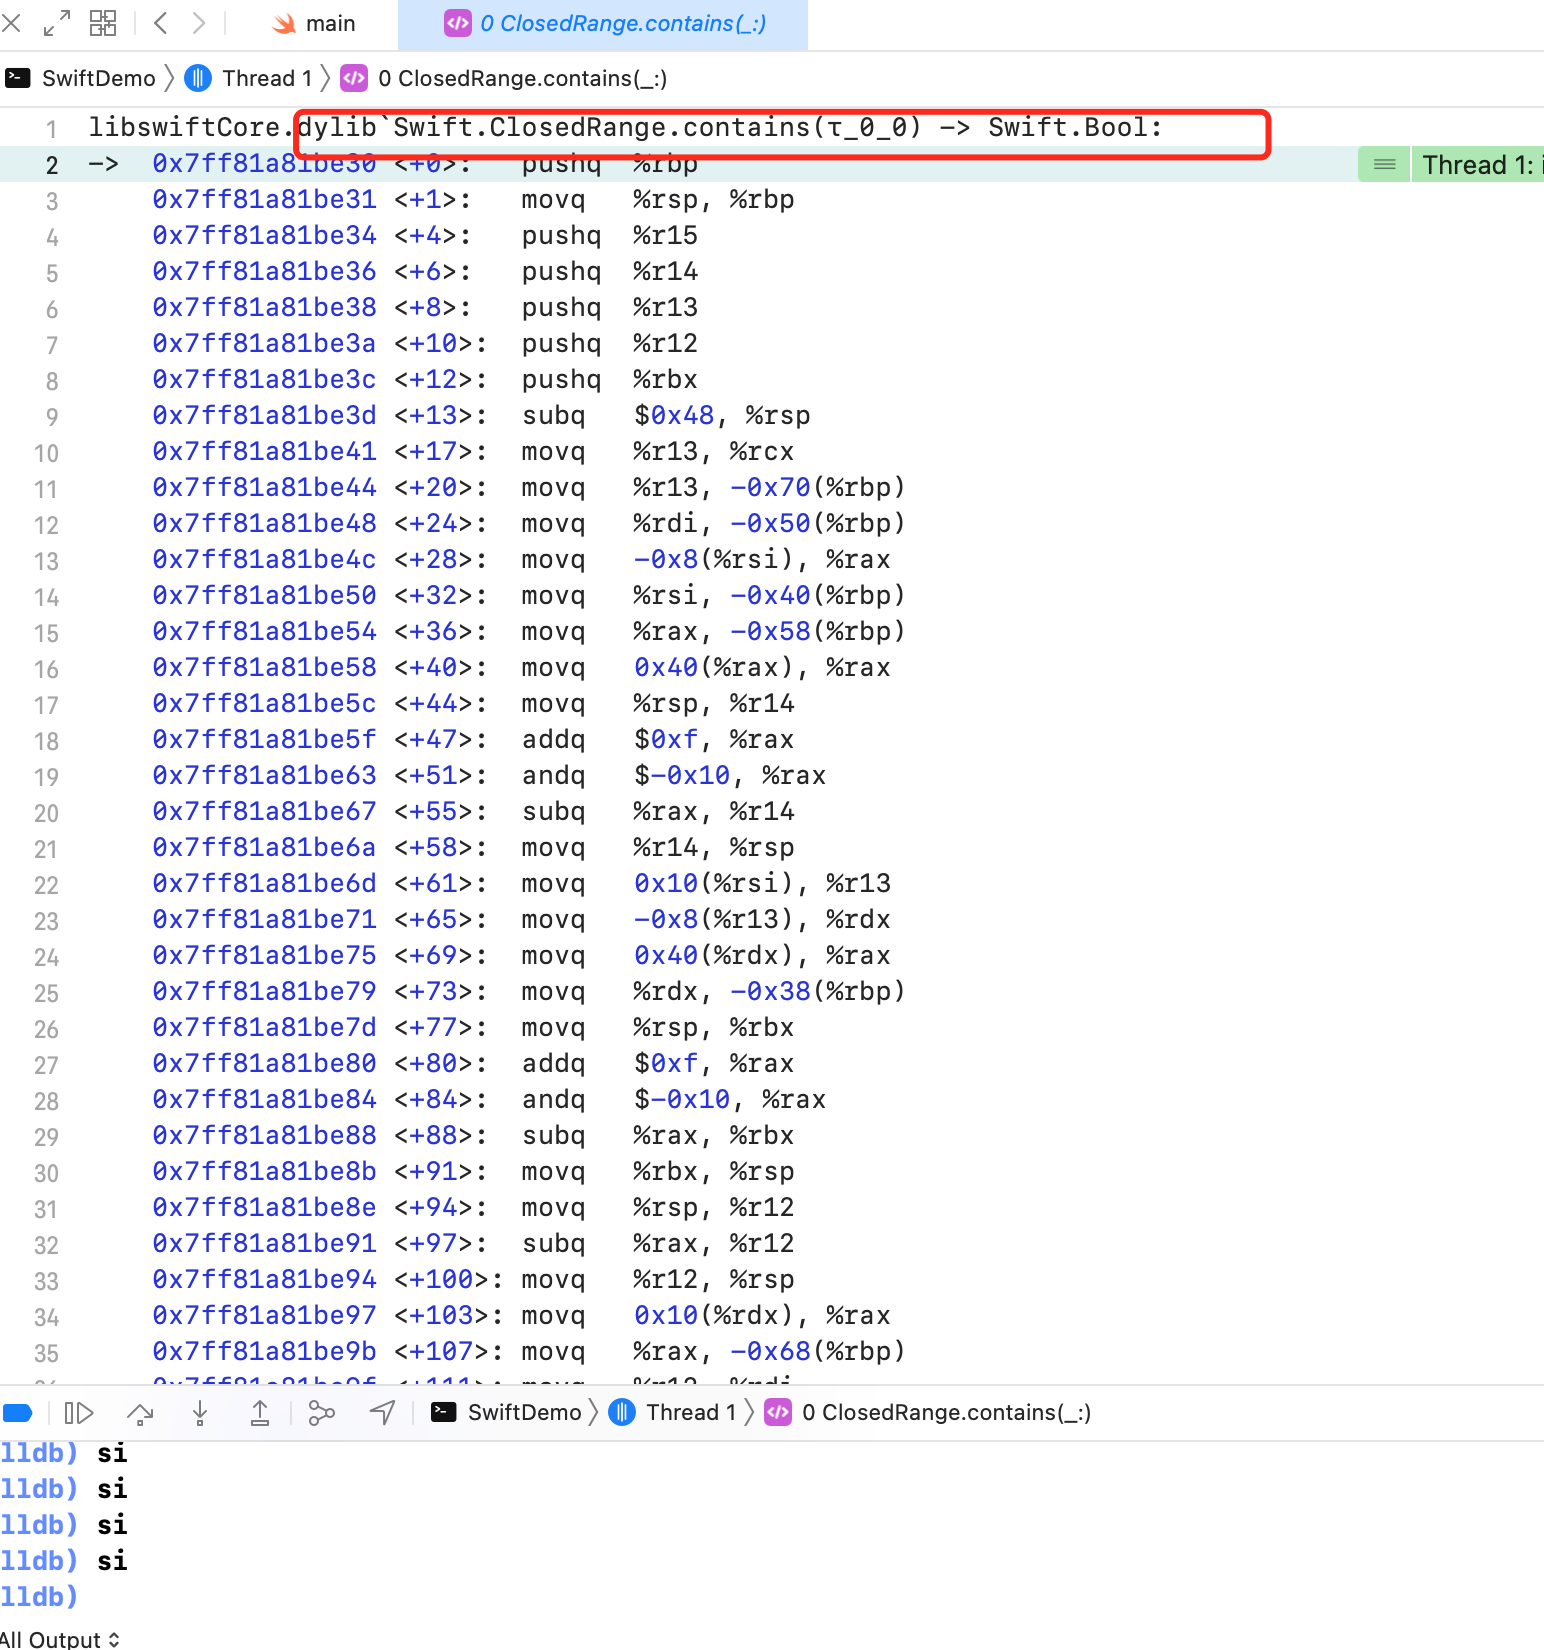 main
0 ClosedRange.contains(_:)
SwiftDemo
Thread 1
0 ClosedRange.contains(_:)
1 libswiftCore.dylib`Swift.ClosedRange.contains(τ_0_0) -> Swift.Bool:
2 -> 0x7ff81a81be30 <+0>: pushq %rbp
Thread 1: i
3 0x7ff81a81be31 <+1>: movq %rsp, %rbp
4 0x7ff81a81be34 <+4>: pushq %r15
5 0x7ff81a81be36 <+6>: pushq %r14
6 0x7ff81a81be38 <+8>: pushq %r13
7 0x7ff81a81be3a <+10>: pushq %r12
8 0x7ff81a81be3c <+12>: pushq %rbx
9 0x7ff81a81be3d <+13>: subq $0x48, %rsp
10 0x7ff81a81be41 <+17>: movq %r13, %rcx
11 0x7ff81a81be44 <+20>: movq %r13, -0x70(%rbp)
12 0x7ff81a81be48 <+24>: movq %rdi, -0x50(%rbp)
13 0x7ff81a81be4c <+28>: movq -0x8(%rsi), %rax
14 0x7ff81a81be50 <+32>: movq %rsi, -0x40(%rbp)
15 0x7ff81a81be54 <+36>: movq %rax, -0x58(%rbp)
16 0x7ff81a81be58 <+40>: movq 0x40(%rax), %rax
17 0x7ff81a81be5c <+44>: movq %rsp, %r14
18 0x7ff81a81be5f <+47>: addq $0xf, %rax
19 0x7ff81a81be63 <+51>: andq $-0x10, %rax
20 0x7ff81a81be67 <+55>: subq %rax, %r14
21 0x7ff81a81be6a <+58>: movq %r14, %rsp
22 0x7ff81a81be6d <+61>: movq 0x10(%rsi), %r13
23 0x7ff81a81be71 <+65>: movq -0x8(%r13), %rdx
24 0x7ff81a81be75 <+69>: movq 0x40(%rdx), %rax
25 0x7ff81a81be79 <+73>: movq %rdx, -0x38(%rbp)
26 0x7ff81a81be7d <+77>: movq %rsp, %rbx
27 0x7ff81a81be80 <+80>: addq $0xf, %rax
28 0x7ff81a81be84 <+84>: andq $-0x10, %rax
29 0x7ff81a81be88 <+88>: subq %rax, %rbx
30 0x7ff81a81be8b <+91>: movq %rbx, %rsp
31 0x7ff81a81be8e <+94>: movq %rsp, %r12
32 0x7ff81a81be91 <+97>: subq %rax, %r12
33 0x7ff81a81be94 <+100>: movq %r12, %rsp
34 0x7ff81a81be97 <+103>: movq 0x10(%rdx), %rax
35 0x7ff81a81be9b <+107>: movq %rax, -0x68(%rbp)
SwiftDemo
Thread 1
0 ClosedRange.contains(_:)
lldb) si
lldb) si
lldb) si
lldb) si
lldb)
All Output